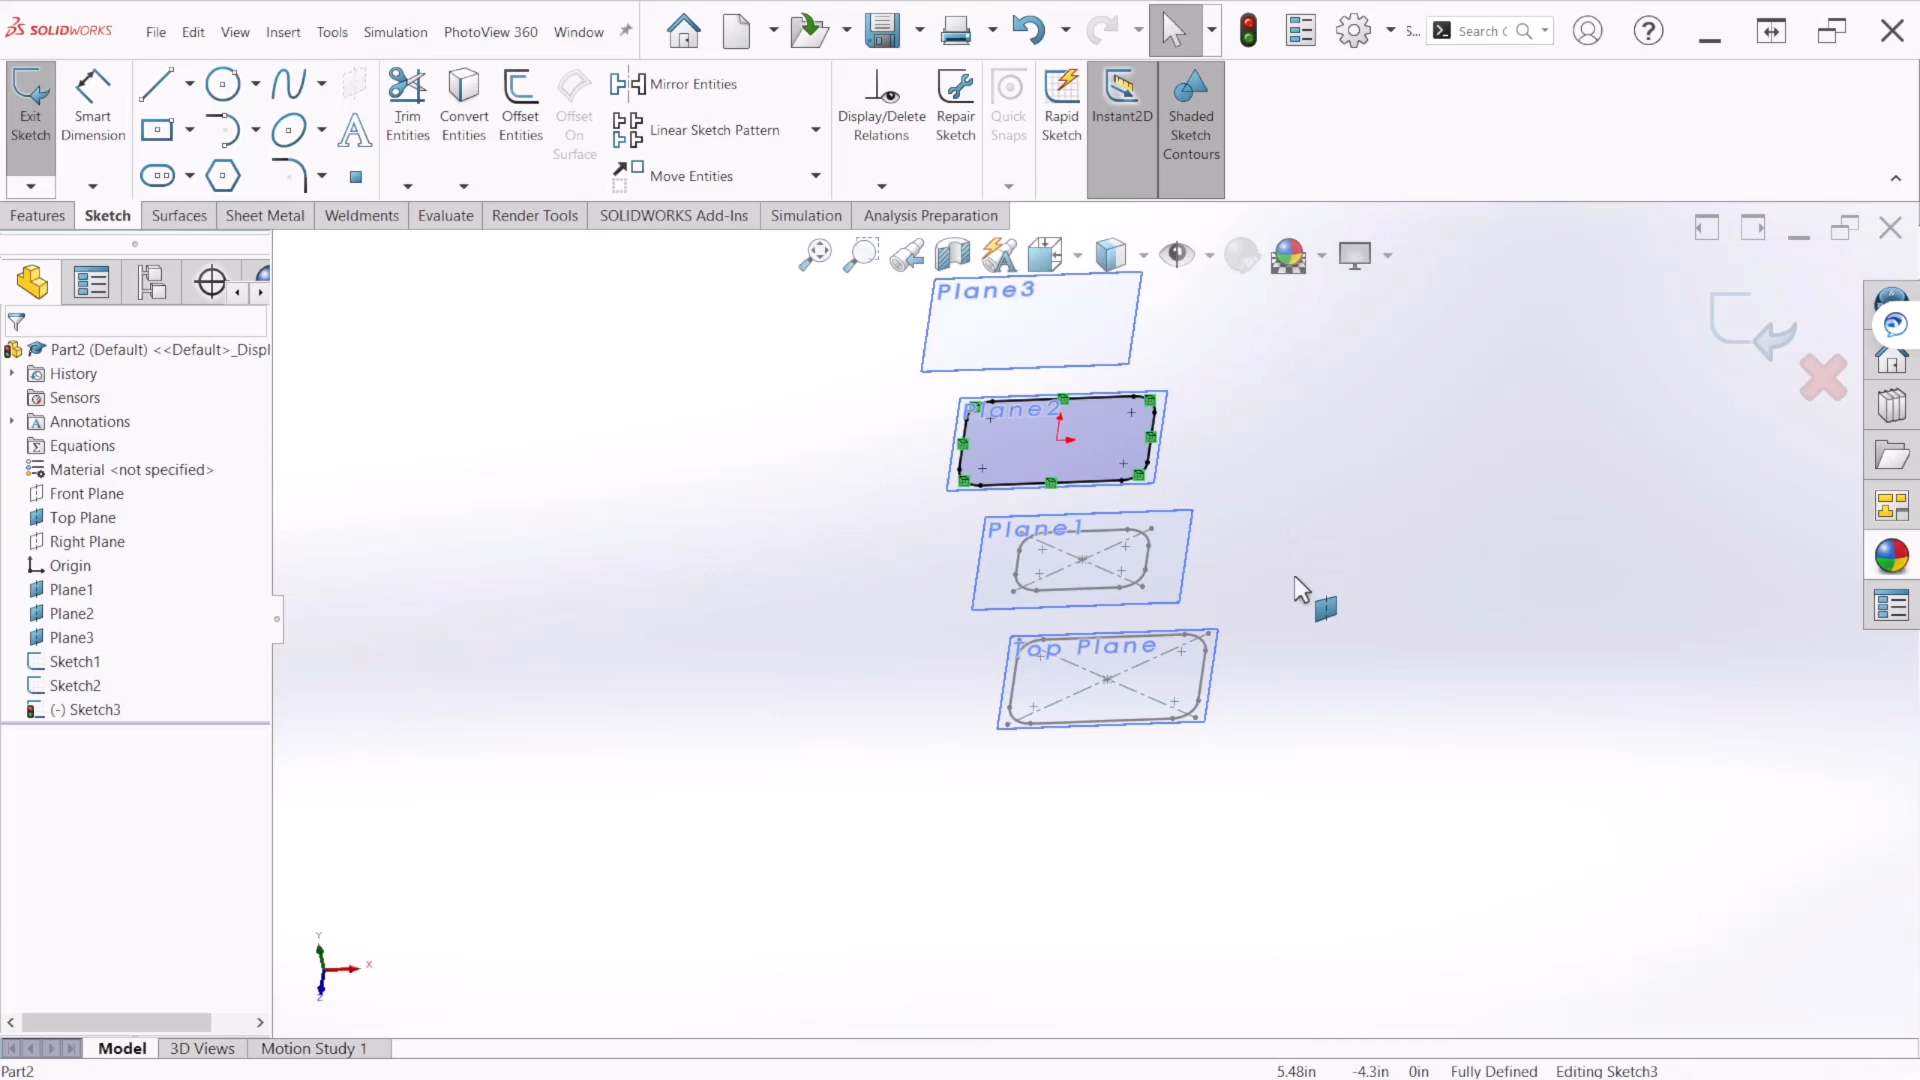 SOLIDWORKS
File Edit View Insert Tools Simulation PhotoView 360 Window
S...
Search
Exit Sketch
Smart Dimension
Trim Entities
Convert Entities
Offset Entities
Offset On Surface
Mirror Entities
Linear Sketch Pattern
Move Entities
Display/Delete Relations
Repair Sketch
Quick Snaps
Rapid Sketch
Instant2D
Shaded Sketch Contours
Features Sketch Surfaces Sheet Metal Weldments Evaluate Render Tools SOLIDWORKS Add-Ins Simulation Analysis Preparation
Part2 (Default) <<Default>_Displ
History
Sensors
Annotations
Equations
Material <not specified>
Front Plane
Top Plane
Right Plane
Origin
Plane1
Plane2
Plane3
Sketch1
Sketch2
(-) Sketch3
Plane3
Plane2
Plane1
Top Plane
Y
X
Z
Model 3D Views Motion Study 1
Part2
5.48in -4.3in 0in Fully Defined Editing Sketch3